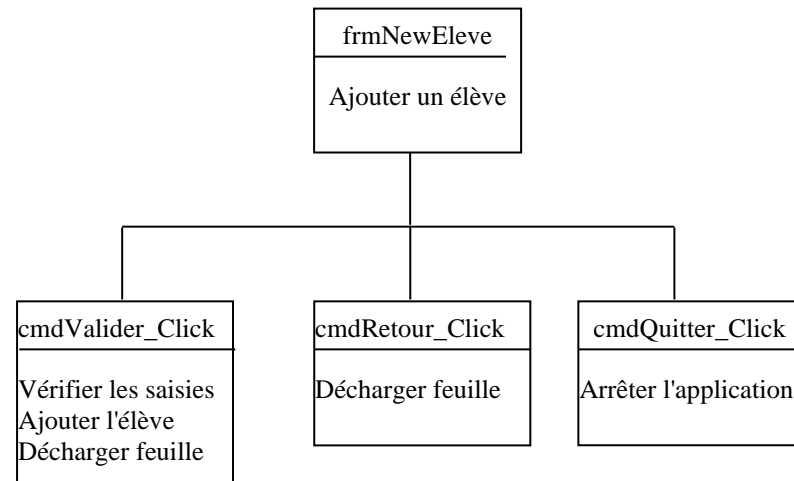 frmNewEleve
Ajouter un élève
cmdValider_Click
Vérifier les saisies
Ajouter l'élève
Décharger feuille
cmdRetour_Click
Décharger feuille
cmdQuitter_Click
Arrêter l'application